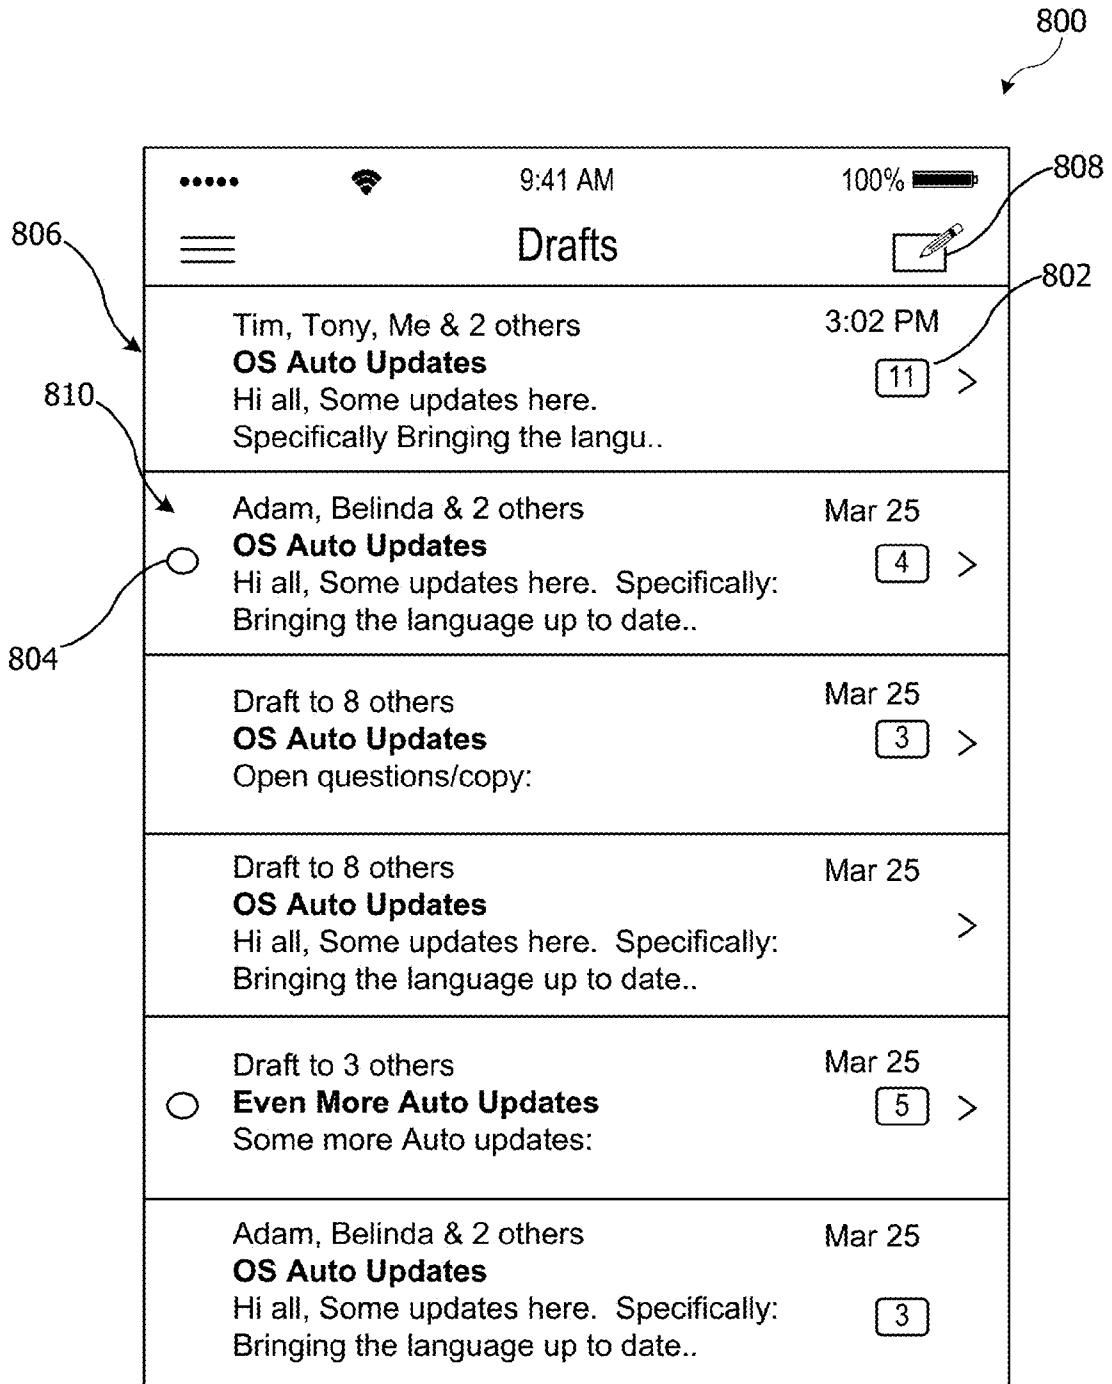 800
9:41 AM
100%
808
806
Drafts
802
Tim, Tony, Me & 2 others
3:02 PM
OS Auto Updates
11
>
Hi all, Some updates here.
810
Specifically Bringing the langu..
Adam, Belinda & 2 others
Mar 25
OS Auto Updates
4
>
Hi all, Some updates here. Specifically:
Bringing the language up to date..
804
Draft to 8 others
Mar 25
OS Auto Updates
3
>
Open questions/copy:
Draft to 8 others
Mar 25
OS Auto Updates
>
Hi all, Some updates here. Specifically:
Bringing the language up to date..
Draft to 3 others
Mar 25
Even More Auto Updates
5
>
Some more Auto updates:
Adam, Belinda & 2 others
Mar 25
OS Auto Updates
Hi all, Some updates here. Specifically:
3
Bringing the language up to date..